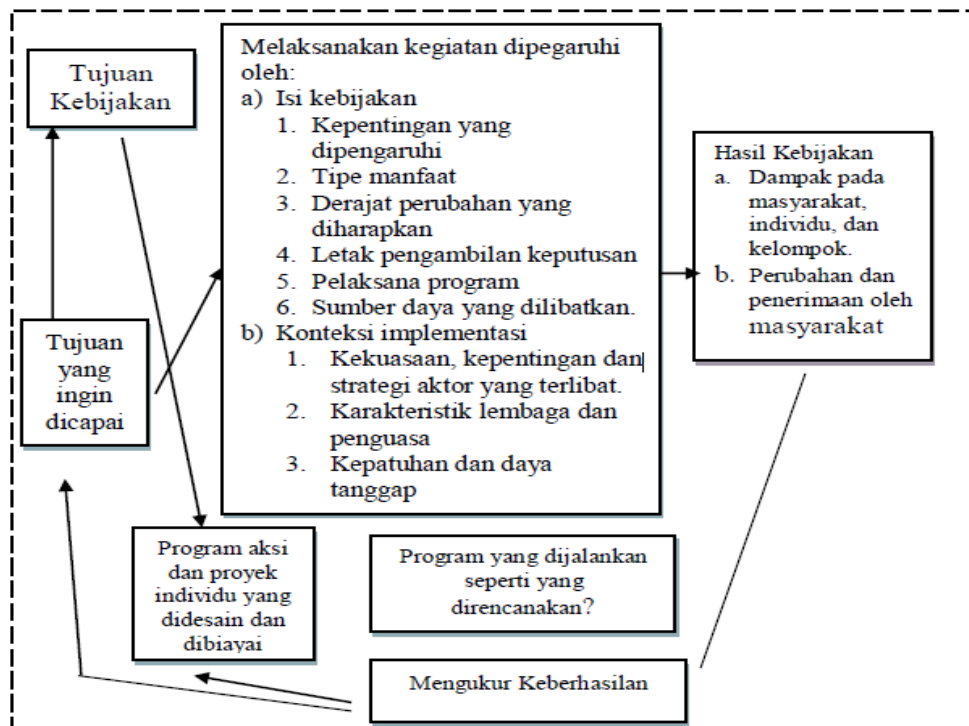 Tujuan
Kebijakan
Melaksanakan kegiatan dipegaruhi
oleh:
a) Isi kebijakan
1. Kepentingan yang
dipengaruhi
2. Tipe manfaat
3. Derajat perubahan yang
diharapkan
4. Letak pengambilan keputusan
5. Pelaksana program
6. Sumber daya yang dilibatkan.
b) Konteksi implementasi
1. Kekuasaan, kepentingan dan
strategi aktor yang terlibat.
2. Karakteristik lembaga dan
penguasa
3. Kepatuhan dan daya
tanggap
Hasil Kebijakan
a. Dampak pada
masyarakat,
individu, dan
kelompok.
b. Perubahan dan
penerimaan oleh
masyarakat
Tujuan
yang
ingin
dicapai
Program aksi
dan proyek
individu yang
didesain dan
dibiayai
Program yang dijalankan
seperti yang
direncanakan?
Mengukur Keberhasilan